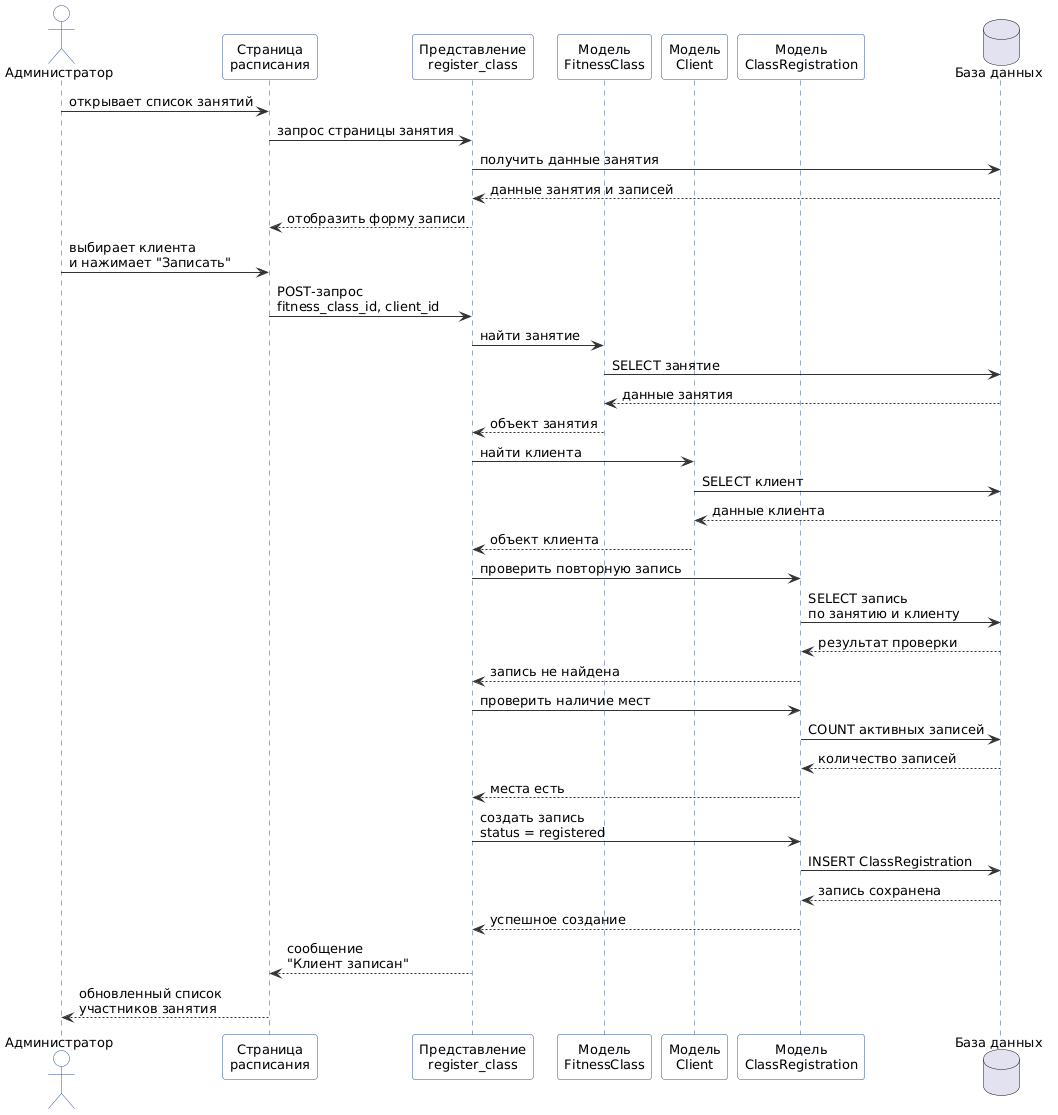 Администратор
Страница
расписания
Представление
register_class
Модель
FitnessClass
Модель
Client
Модель
ClassRegistration
База данных
открывает список занятий
запрос страницы занятия
получить данные занятия
данные занятия и записей
отобразить форму записи
выбирает клиента
и нажимает "Записать"
POST-запрос
fitness_class_id, client_id
найти занятие
SELECT занятие
данные занятия
объект занятия
найти клиента
SELECT клиент
данные клиента
объект клиента
проверить повторную запись
SELECT запись
по занятию и клиенту
результат проверки
запись не найдена
проверить наличие мест
COUNT активных записей
количество записей
места есть
создать запись
status = registered
INSERT ClassRegistration
запись сохранена
успешное создание
сообщение
"Клиент записан"
обновленный список
участников занятия
Администратор
Страница
расписания
Представление
register_class
Модель
FitnessClass
Модель
Client
Модель
ClassRegistration
База данных